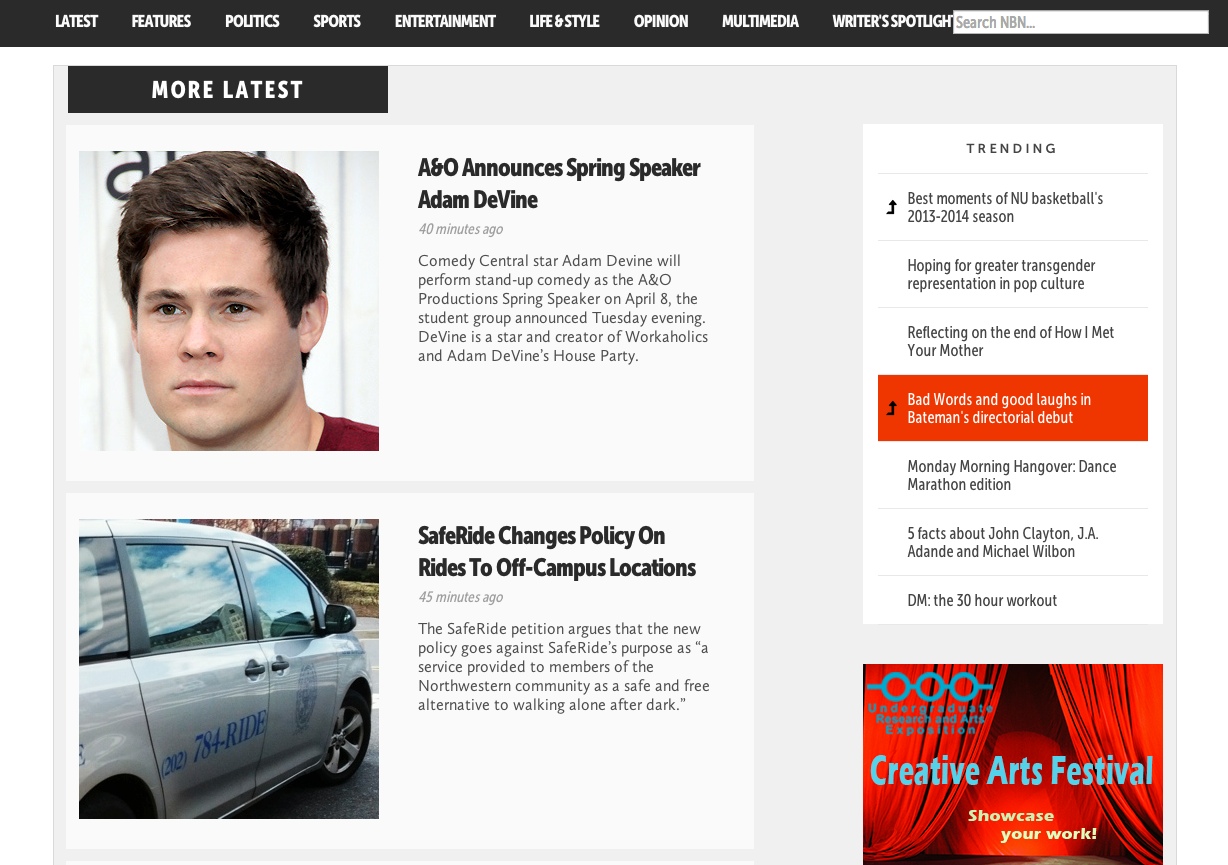 LATEST FEATURES POLITICS SPORTS ENTERTAINMENT LIFE & STYLE OPINION MULTIMEDIA WRITER'S SPOTLIGHT Search NBN...
MORE LATEST
A&O Announces Spring Speaker
Adam DeVine
40 minutes ago
Comedy Central star Adam Devine will
perform stand-up comedy as the A&O
Productions Spring Speaker on April 8, the
student group announced Tuesday evening.
DeVine is a star and creator of Workaholics
and Adam DeVine’s House Party.
SafeRide Changes Policy On
Rides To Off-Campus Locations
45 minutes ago
The SafeRide petition argues that the new
policy goes against SafeRide’s purpose as “a
service provided to members of the
Northwestern community as a safe and free
alternative to walking alone after dark.”
(202) 784-RIDE
TRENDING
Best moments of NU basketball's
2013-2014 season
Hoping for greater transgender
representation in pop culture
Reflecting on the end of How I Met
Your Mother
Bad Words and good laughs in
Bateman's directorial debut
Monday Morning Hangover: Dance
Marathon edition
5 facts about John Clayton, J.A.
Adande and Michael Wilbon
DM: the 30 hour workout
Undergraduate
Research and Arts
Exposition
Creative Arts Festival
Showcase
your work!